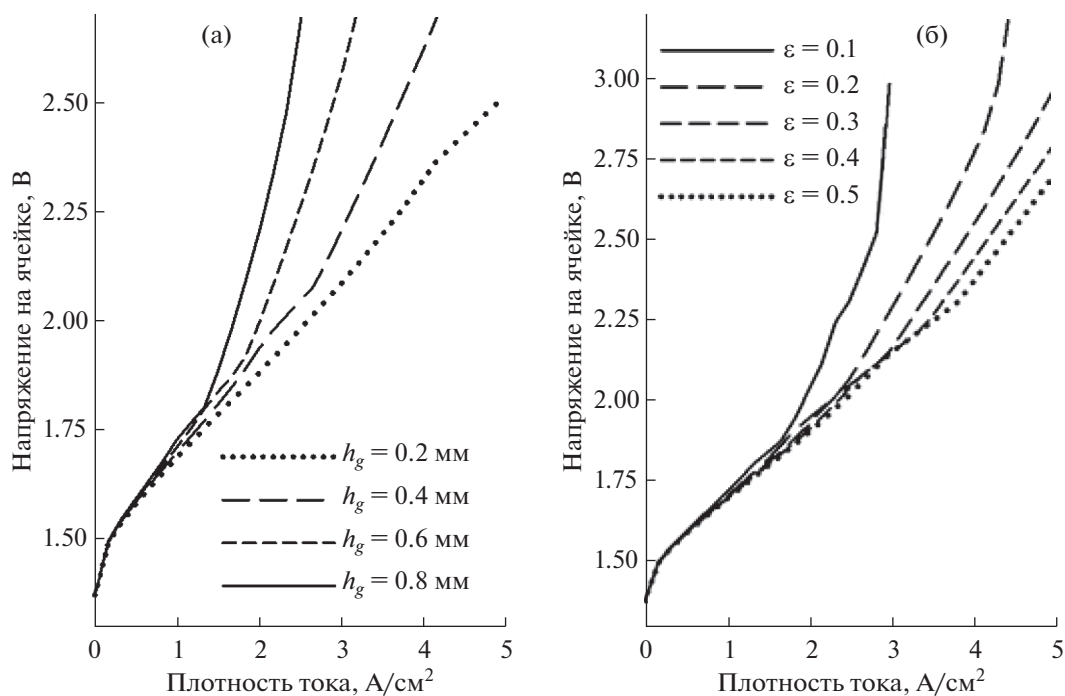 (а)
Напряжение на ячейке, В
2.50
2.25
2.00
1.75
1.50
h_g = 0.2 мм
h_g = 0.4 мм
h_g = 0.6 мм
h_g = 0.8 мм
0 1 2 3 4 5
Плотность тока, А/см²
(б)
Напряжение на ячейке, В
3.00
2.75
2.50
2.25
2.00
1.75
1.50
ε = 0.1
ε = 0.2
ε = 0.3
ε = 0.4
ε = 0.5
0 1 2 3 4 5
Плотность тока, А/см²